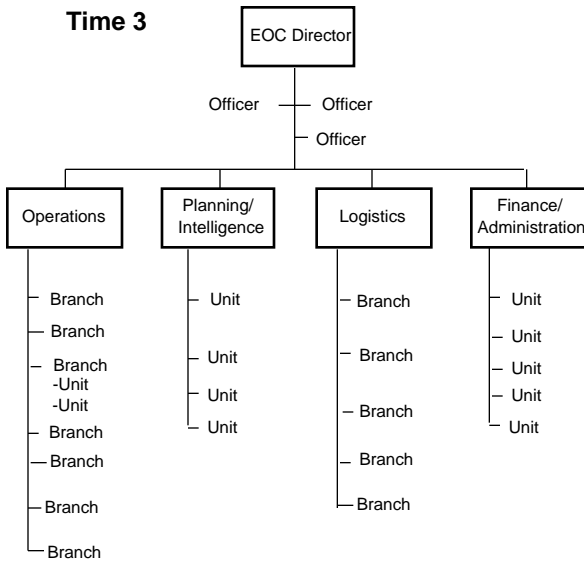 Time 3
EOC Director
Officer
Officer
Officer
Operations
Planning/
Intelligence
Logistics
Finance/
Administration
Branch
Branch
Branch
-Unit
-Unit
Branch
Branch
Branch
Branch
Unit
Unit
Unit
Unit
Branch
Branch
Branch
Branch
Branch
Unit
Unit
Unit
Unit
Unit